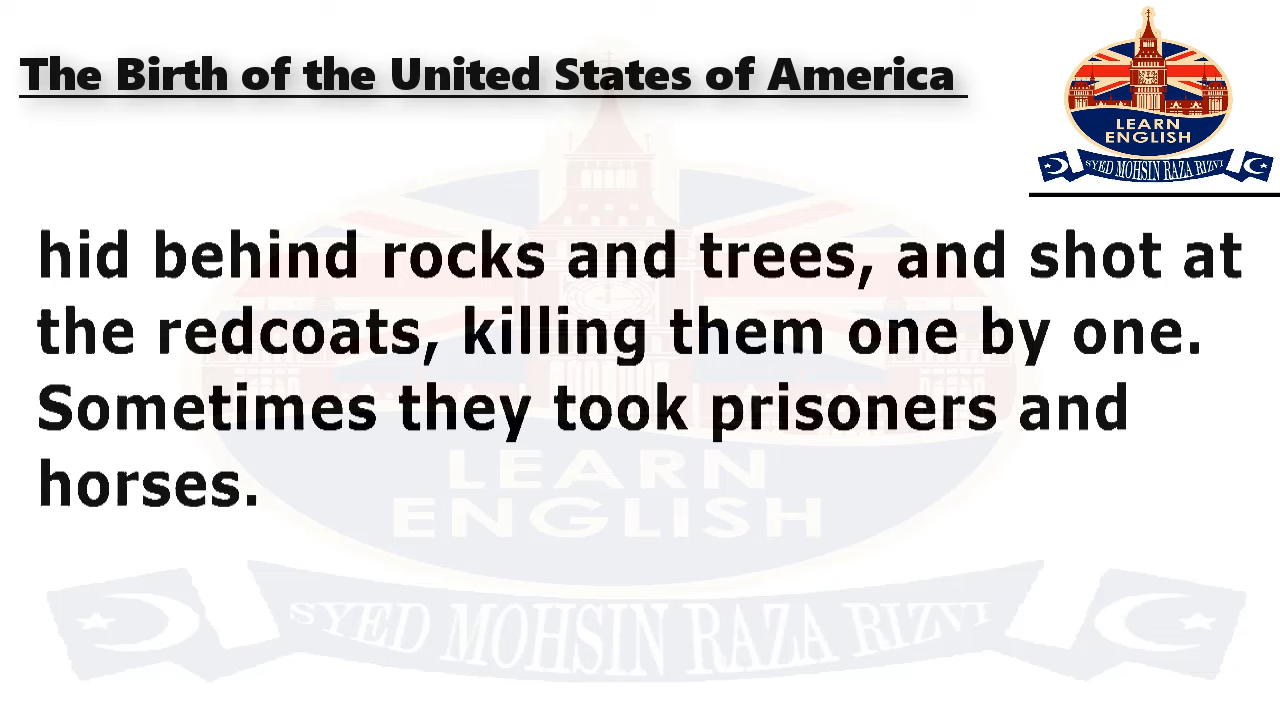 The Birth of the United States of America
LEARN
ENGLISH
SYED MOHSIN RAZA RIZVI
hid behind rocks and trees, and shot at
the redcoats, killing them one by one.
Sometimes they took prisoners and
horses.
LEARN
ENGLISH
SYED MOHSIN RAZA RIZVI